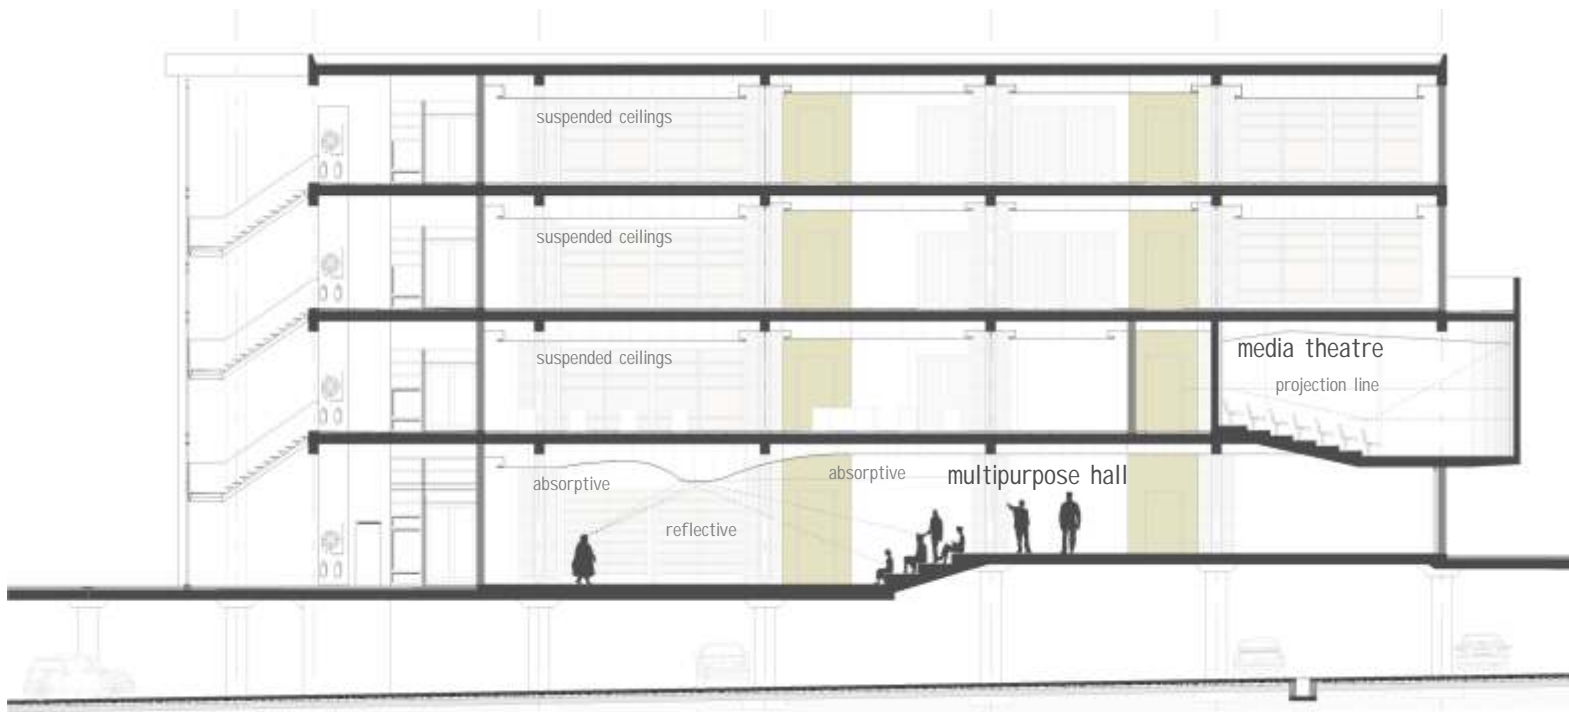 suspended ceilings
suspended ceilings
suspended ceilings
media theatre
projection line
absorptive
absorptive
multipurpose hall
reflective